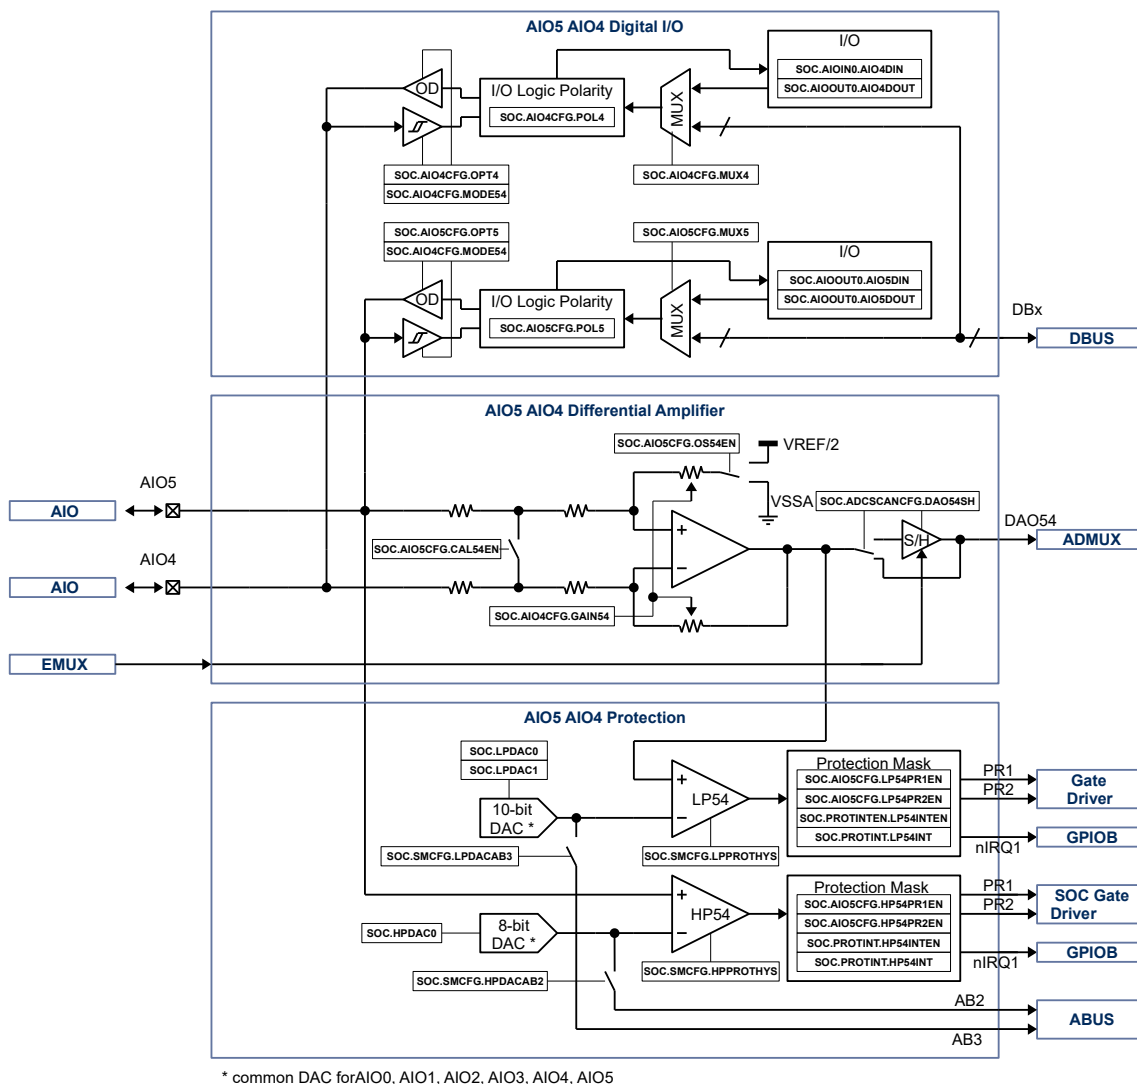 AIO5 AIO4 Digital I/O
I/O
SOC.AIOIN0.AIO4DIN
SOC.AIOOUT0.AIO4DOUT
OD
I/O Logic Polarity
SOC.AIO4CFG.POL4
MUX
SOC.AIO4CFG.OPT4
SOC.AIO4CFG.MODE54
SOC.AIO4CFG.MUX4
SOC.AIO5CFG.OPT5
SOC.AIO4CFG.MODE54
SOC.AIO5CFG.MUX5
I/O
SOC.AIOOUT0.AIO5DIN
SOC.AIOOUT0.AIO5DOUT
OD
I/O Logic Polarity
SOC.AIO5CFG.POL5
MUX
DBx
DBUS
AIO5 AIO4 Differential Amplifier
SOC.AIO5CFG.OS54EN
VREF/2
VSSA
SOC.ADCSCANCFG.DAO54SH
AIO5
AIO
+
S/H
DAO54
ADMUX
SOC.AIO5CFG.CAL54EN
AIO4
AIO
−
SOC.AIO4CFG.GAIN54
EMUX
AIO5 AIO4 Protection
SOC.LPDAC0
SOC.LPDAC1
10-bit
DAC *
+
LP54
−
Protection Mask
SOC.AIO5CFG.LP54PR1EN
SOC.AIO5CFG.LP54PR2EN
SOC.PROTINTEN.LP54INTEN
SOC.PROTINT.LP54INT
PR1
PR2
Gate
Driver
nIRQ1
GPIOB
SOC.SMCFG.LPDACAB3
SOC.SMCFG.LPPROTHYS
SOC.HPDAC0
8-bit
DAC *
+
HP54
−
Protection Mask
SOC.AIO5CFG.HP54PR1EN
SOC.AIO5CFG.HP54PR2EN
SOC.PROTINT.HP54INTEN
SOC.PROTINT.HP54INT
PR1
PR2
SOC Gate
Driver
nIRQ1
GPIOB
SOC.SMCFG.HPDACAB2
SOC.SMCFG.HPPROTHYS
AB2
AB3
ABUS
* common DAC forAIO0, AIO1, AIO2, AIO3, AIO4, AIO5